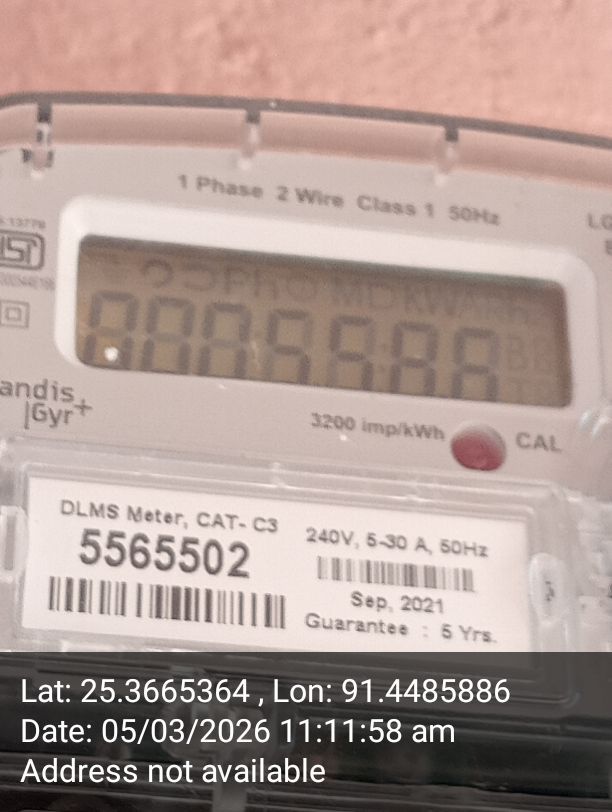 1 Phase 2 Wire Class 1 50Hz
LG
andis
Gyr+
3200 imp/kWh
CAL
DLMS Meter, CAT- C3
5565502
240V, 5-30 A, 50Hz
Sep, 2021
Guarantee : 5 Yrs.
Lat: 25.3665364 , Lon: 91.4485886
Date: 05/03/2026 11:11:58 am
Address not available